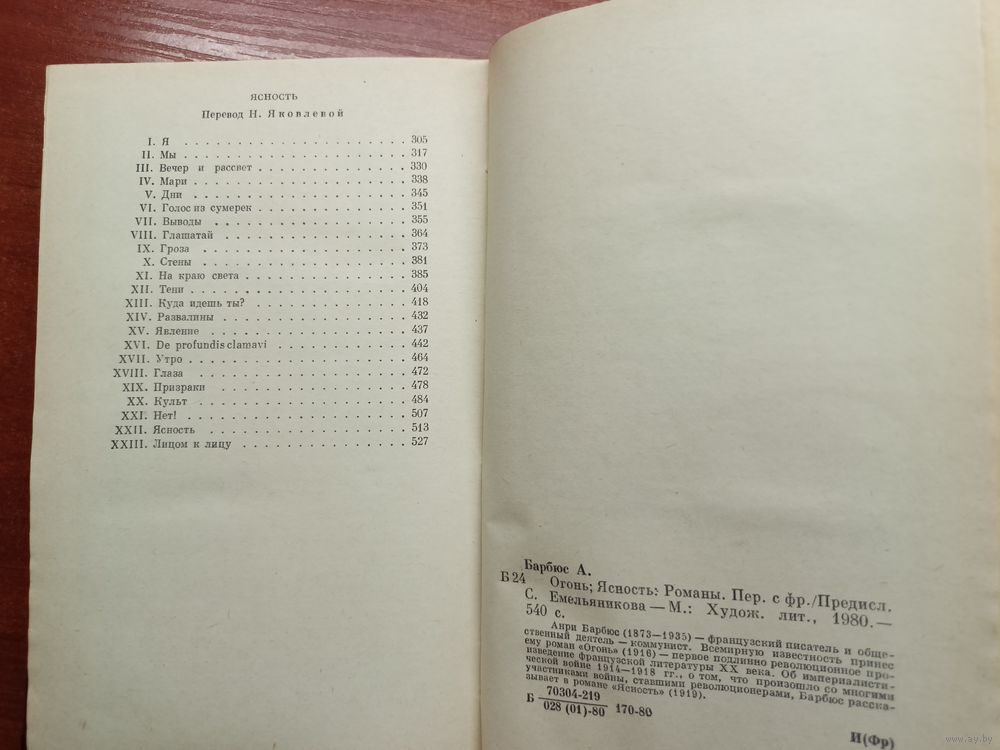 ЯСНОСТЬ
Перевод Н. Яковлевой
I. Я . . . . . . . . . . . . . . . . . . . . 305
II. Мы . . . . . . . . . . . . . . . . . . . 317
III. Вечер и рассвет . . . . . . . . . . . . . 330
IV. Мари . . . . . . . . . . . . . . . . . . 338
V. Дни . . . . . . . . . . . . . . . . . . 345
VI. Голос из сумерек . . . . . . . . . . . . . 351
VII. Выводы . . . . . . . . . . . . . . . . 355
VIII. Глашатай . . . . . . . . . . . . . . . 364
IX. Гроза . . . . . . . . . . . . . . . . . 373
X. Стены . . . . . . . . . . . . . . . . . 381
XI. На краю света . . . . . . . . . . . . . . 385
XII. Тени . . . . . . . . . . . . . . . . . . 404
XIII. Куда идешь ты? . . . . . . . . . . . . . 418
XIV. Развалины . . . . . . . . . . . . . . . 432
XV. Явление . . . . . . . . . . . . . . . . 437
XVI. De profundis clamavi . . . . . . . . . . . 442
XVII. Утро . . . . . . . . . . . . . . . . . . 464
XVIII. Глаза . . . . . . . . . . . . . . . . . 472
XIX. Призраки . . . . . . . . . . . . . . . 478
XX. Культ . . . . . . . . . . . . . . . . . 484
XXI. Нет! . . . . . . . . . . . . . . . . . . 507
XXII. Ясность . . . . . . . . . . . . . . . . 513
XXIII. Лицом к лицу . . . . . . . . . . . . . . 527
Барбюс А.
Б 24 Огонь; Ясность: Романы. Пер. с фр./Предисл.
С. Емельяникова — М.: Худож. лит., 1980.—
540 с.
Анри Барбюс (1873—1935) — французский писатель и обще-
ственный деятель — коммунист. Всемирную известность принес
ему роман «Огонь» (1916) — первое подлинно революционное про-
изведение французской литературы XX века. Об империалисти-
ческой войне 1914—1918 гг., о том, что произошло со многими
участниками войны, ставшими революционерами, Барбюс расска-
зывает в романе «Ясность» (1919).
Б 70304-219
028 (01)-80 170-80
И(Фр)
www.ay.by